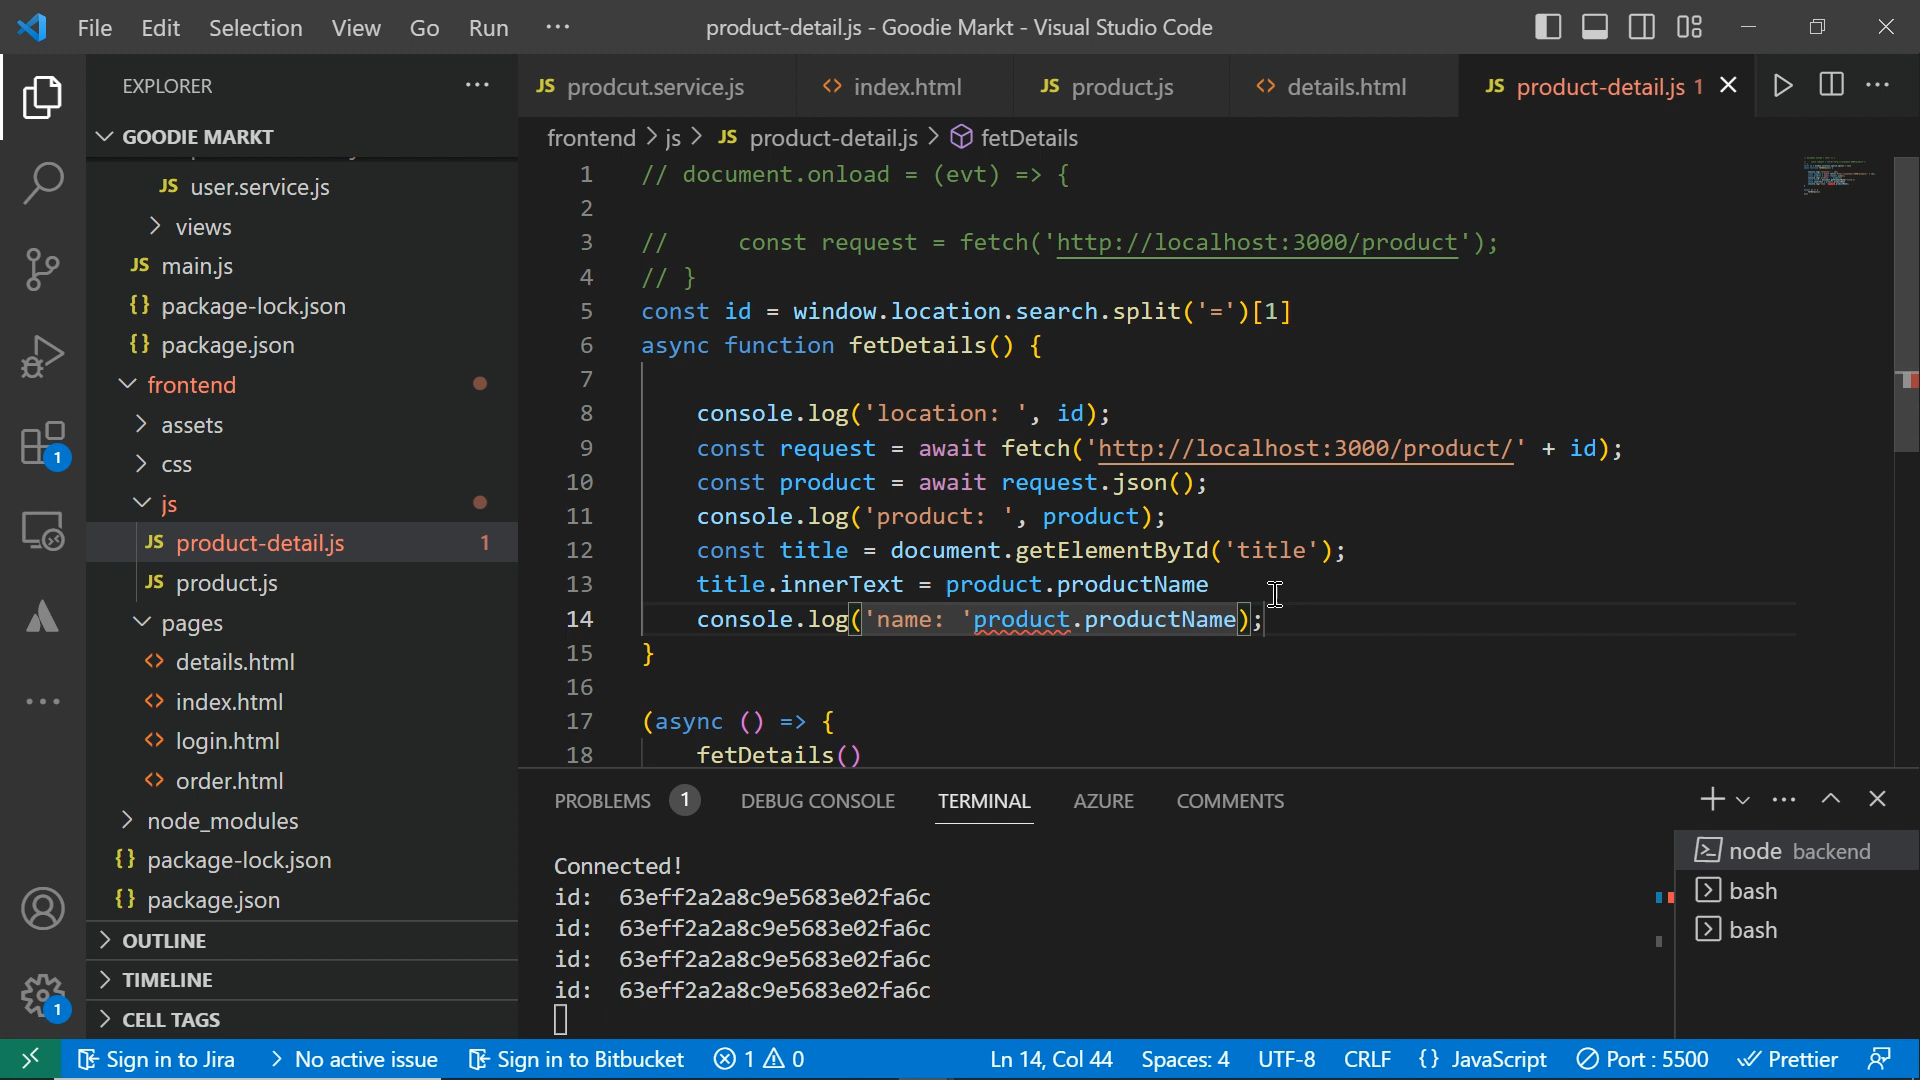 File Edit Selection View Go Run ··· product-detail.js - Goodie Markt - Visual Studio Code
EXPLORER ···
GOODIE MARKT
JS user.service.js
views
JS main.js
{} package-lock.json
{} package.json
frontend
assets
css
js
JS product-detail.js 1
JS product.js
pages
<> details.html
<> index.html
<> login.html
<> order.html
node_modules
{} package-lock.json
{} package.json
OUTLINE
TIMELINE
CELL TAGS
1
1
JS prodcut.service.js <> index.html JS product.js <> details.html JS product-detail.js 1
frontend > js > JS product-detail.js > fetDetails
1 // document.onload = (evt) => {
2
3 //     const request = fetch('http://localhost:3000/product');
4 // }
5 const id = window.location.search.split('=')[1]
6 async function fetDetails() {
7
8     console.log('location: ', id);
9     const request = await fetch('http://localhost:3000/product/' + id);
10     const product = await request.json();
11     console.log('product: ', product);
12     const title = document.getElementById('title');
13     title.innerText = product.productName
14     console.log('name: 'product.productName);
15 }
16
17 (async () => {
18     fetDetails()
PROBLEMS 1 DEBUG CONSOLE TERMINAL AZURE COMMENTS
Connected!
id:  63eff2a2a8c9e5683e02fa6c
id:  63eff2a2a8c9e5683e02fa6c
id:  63eff2a2a8c9e5683e02fa6c
id:  63eff2a2a8c9e5683e02fa6c
node backend
bash
bash
Sign in to Jira No active issue Sign in to Bitbucket 1 0 Ln 14, Col 44 Spaces: 4 UTF-8 CRLF {} JavaScript Port : 5500 Prettier